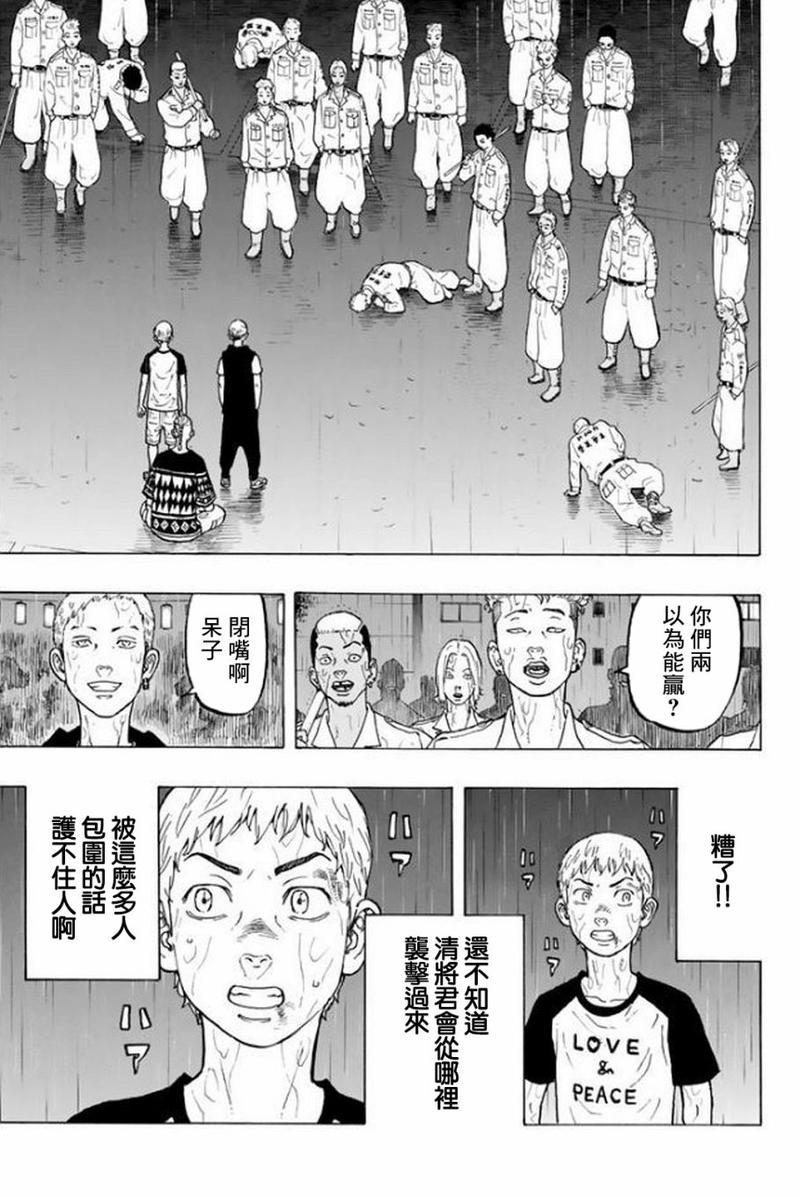 你們兩
以為能贏?
閉嘴啊
呆子
糟了!!
LOVE
&
PEACE
還不知道
清將君會從哪裡
襲擊過來
被這麼多人
包圍的話
護不住人啊
ハァ
ハァ
ハァ
ハァ